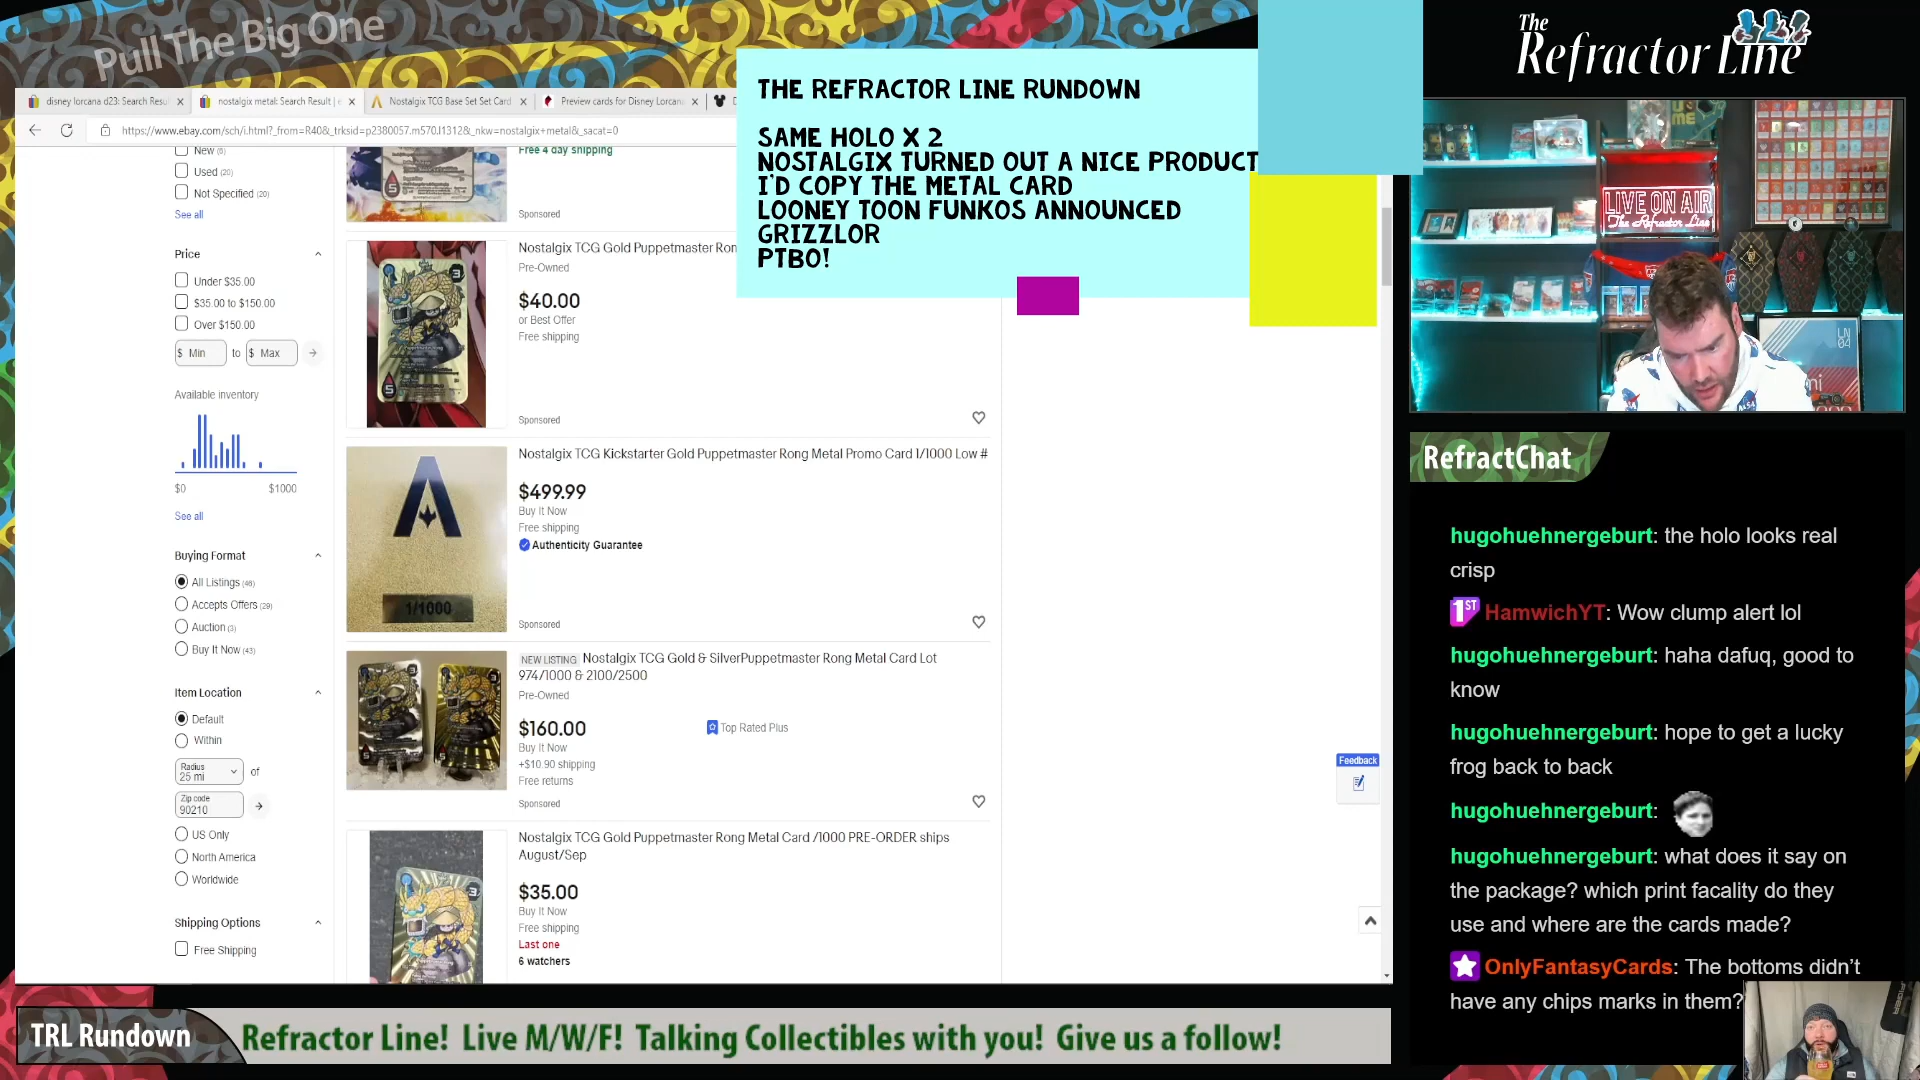 Pull The Big One
The
Refractor Line
THE REFRACTOR LINE RUNDOWN
SAME HOLO X 2
NOSTALGIX TURNED OUT A NICE PRODUCT
I'D COPY THE METAL CARD
LOONEY TOON FUNKOS ANNOUNCED
GRIZZLOR
PTBO!
disney lorcana d23: Search Resu
nostalgix metal: Search Result | e
Nostalgix TCG Base Set Set Card
Preview cards for Disney Lorcana
https://www.ebay.com/sch/i.html?_from=R40&_trksid=p2380057.m570.l1312&_nkw=nostalgix+metal&_sacat=0
New (6)
Used (20)
Not Specified (20)
See all
Price
Under $35.00
$35.00 to $150.00
Over $150.00
$ Min to $ Max
Available inventory
$0 $1000
See all
Buying Format
All Listings (46)
Accepts Offers (29)
Auction (3)
Buy It Now (43)
Item Location
Default
Within
Radius
25 mi of
Zip code
90210
US Only
North America
Worldwide
Shipping Options
Free Shipping
Free 4 day shipping
Sponsored
Nostalgix TCG Gold Puppetmaster Ron
Pre-Owned
$40.00
or Best Offer
Free shipping
Sponsored
Nostalgix TCG Kickstarter Gold Puppetmaster Rong Metal Promo Card 1/1000 Low #
$499.99
Buy It Now
Free shipping
Authenticity Guarantee
Sponsored
1/1000
NEW LISTING Nostalgix TCG Gold & SilverPuppetmaster Rong Metal Card Lot
974/1000 & 2100/2500
Pre-Owned
$160.00
Top Rated Plus
Buy It Now
+$10.90 shipping
Free returns
Sponsored
Nostalgix TCG Gold Puppetmaster Rong Metal Card /1000 PRE-ORDER ships
August/Sep
$35.00
Buy It Now
Free shipping
Last one
6 watchers
Feedback
LIVE ON AIR
The Refractor Line
LN
04
RefractChat
hugohuehnergeburt: the holo looks real
crisp
1ST HamwichYT: Wow clump alert lol
hugohuehnergeburt: haha dafuq, good to
know
hugohuehnergeburt: hope to get a lucky
frog back to back
hugohuehnergeburt:
hugohuehnergeburt: what does it say on
the package? which print facality do they
use and where are the cards made?
OnlyFantasyCards: The bottoms didn't
have any chips marks in them?
TRL Rundown
Refractor Line! Live M/W/F! Talking Collectibles with you! Give us a follow!